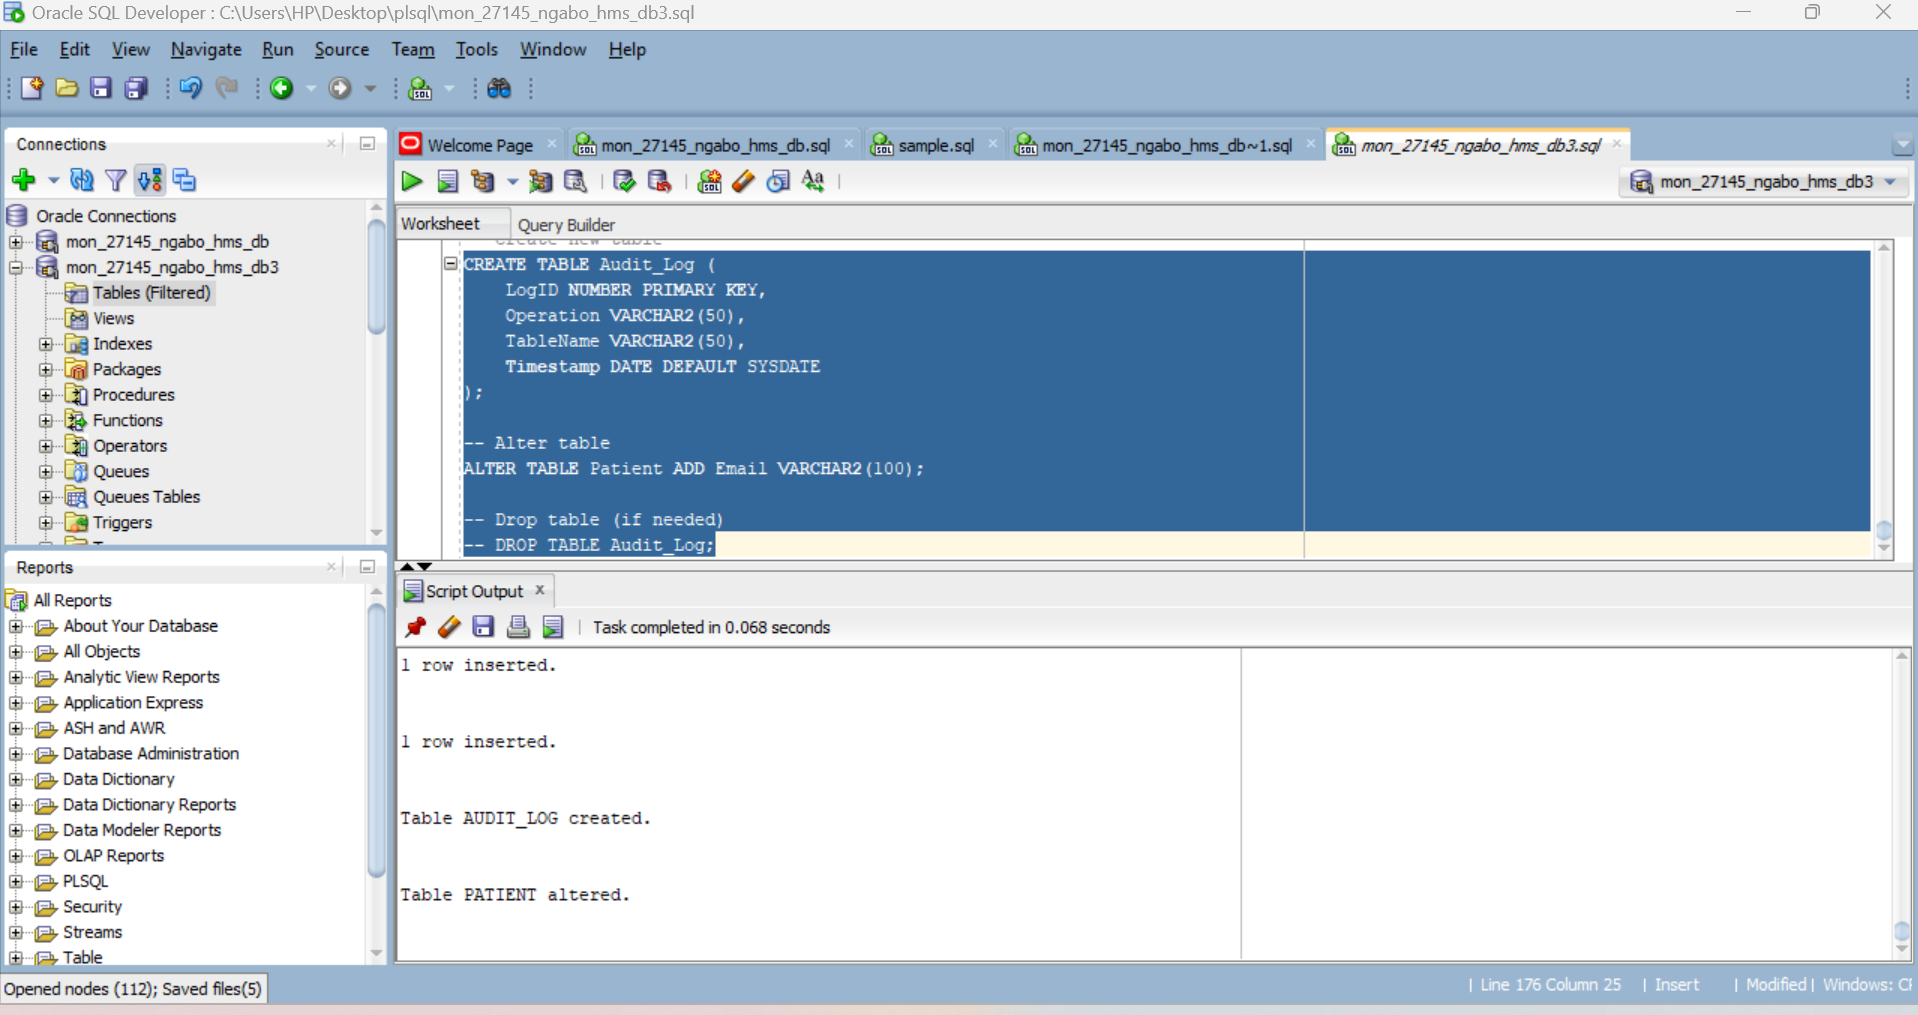 Oracle SQL Developer : C:\Users\HP\Desktop\plsql\mon_27145_ngabo_hms_db3.sql
File Edit View Navigate Run Source Team Tools Window Help
Connections
Oracle Connections
mon_27145_ngabo_hms_db
mon_27145_ngabo_hms_db3
Tables (Filtered)
Views
Indexes
Packages
Procedures
Functions
Operators
Queues
Queues Tables
Triggers
Reports
All Reports
About Your Database
All Objects
Analytic View Reports
Application Express
ASH and AWR
Database Administration
Data Dictionary
Data Dictionary Reports
Data Modeler Reports
OLAP Reports
PLSQL
Security
Streams
Table
Welcome Page mon_27145_ngabo_hms_db.sql sample.sql mon_27145_ngabo_hms_db~1.sql mon_27145_ngabo_hms_db3.sql
mon_27145_ngabo_hms_db3
Worksheet Query Builder
CREATE TABLE Audit_Log (
LogID NUMBER PRIMARY KEY,
Operation VARCHAR2(50),
TableName VARCHAR2(50),
Timestamp DATE DEFAULT SYSDATE
);
-- Alter table
ALTER TABLE Patient ADD Email VARCHAR2(100);
-- Drop table (if needed)
-- DROP TABLE Audit_Log;
Script Output
Task completed in 0.068 seconds
1 row inserted.
1 row inserted.
Table AUDIT_LOG created.
Table PATIENT altered.
Opened nodes (112); Saved files(5)
| Line 176 Column 25 | Insert | Modified | Windows: